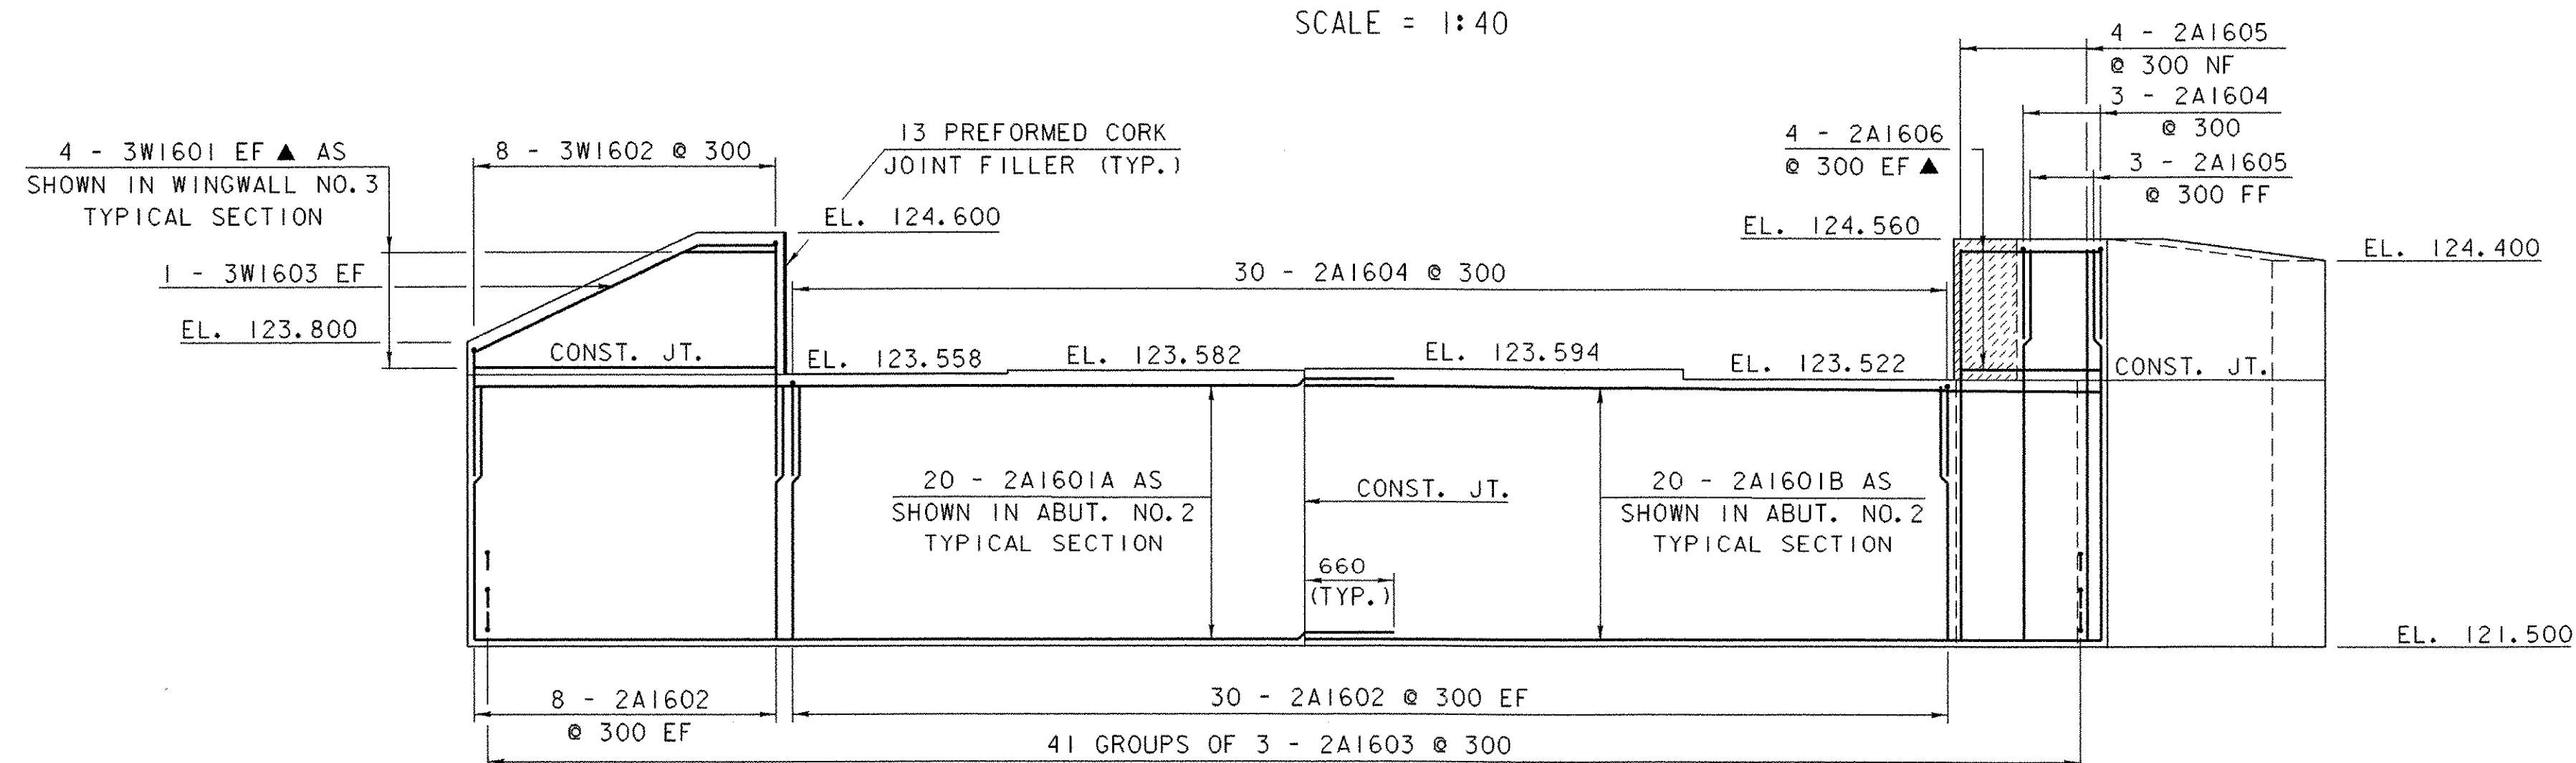 SCALE = 1:40
4 - 2A1605
@ 300 NF
3 - 2A1604
@ 300
3 - 2A1605
@ 300 FF
4 - 2A1606
@ 300 EF ▲
13 PREFORMED CORK
JOINT FILLER (TYP.)
4 - 3W1601 EF ▲ AS
SHOWN IN WINGWALL NO.3
TYPICAL SECTION
8 - 3W1602 @ 300
EL. 124.600
EL. 124.560
EL. 124.400
1 - 3W1603 EF
30 - 2A1604 @ 300
EL. 123.800
CONST. JT.
EL. 123.558
EL. 123.582
EL. 123.594
EL. 123.522
CONST. JT.
20 - 2A1601A AS
SHOWN IN ABUT. NO.2
TYPICAL SECTION
CONST. JT.
20 - 2A1601B AS
SHOWN IN ABUT. NO.2
TYPICAL SECTION
660
(TYP.)
EL. 121.500
8 - 2A1602
@ 300 EF
30 - 2A1602 @ 300 EF
41 GROUPS OF 3 - 2A1603 @ 300